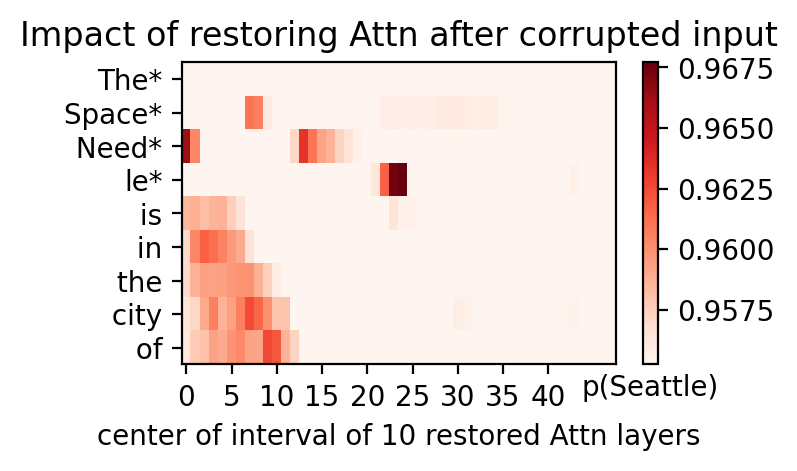 Impact of restoring Attn after corrupted input
The*
Space*
Need*
le*
is
in
the
city
of
0 5 10 15 20 25 30 35 40
center of interval of 10 restored Attn layers
0.9675
0.9650
0.9625
0.9600
0.9575
p(Seattle)